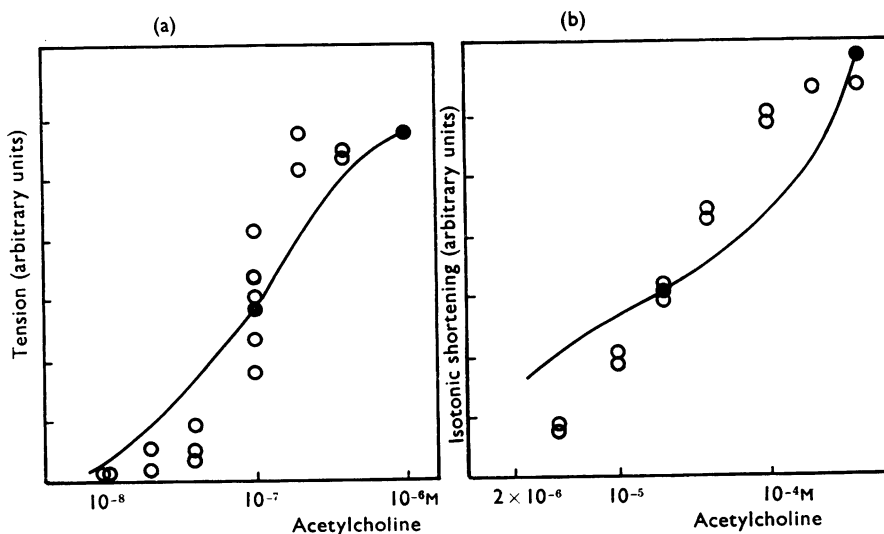 (a)
Tension (arbitrary units)
10⁻⁸ 10⁻⁷ 10⁻⁶M
Acetylcholine
(b)
Isotonic shortening (arbitrary units)
2 × 10⁻⁶ 10⁻⁵ 10⁻⁴M
Acetylcholine